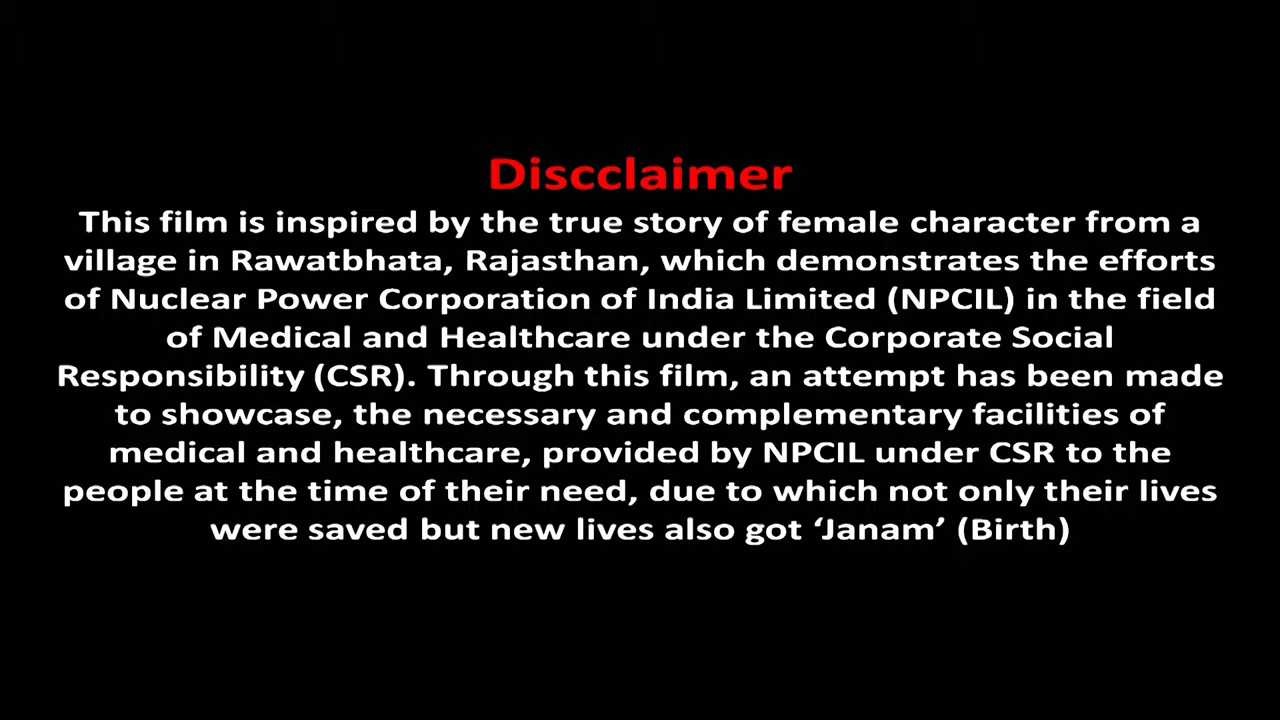 Discclaimer
This film is inspired by the true story of female character from a
village in Rawatbhata, Rajasthan, which demonstrates the efforts
of Nuclear Power Corporation of India Limited (NPCIL) in the field
of Medical and Healthcare under the Corporate Social
Responsibility (CSR). Through this film, an attempt has been made
to showcase, the necessary and complementary facilities of
medical and healthcare, provided by NPCIL under CSR to the
people at the time of their need, due to which not only their lives
were saved but new lives also got ‘Janam’ (Birth)